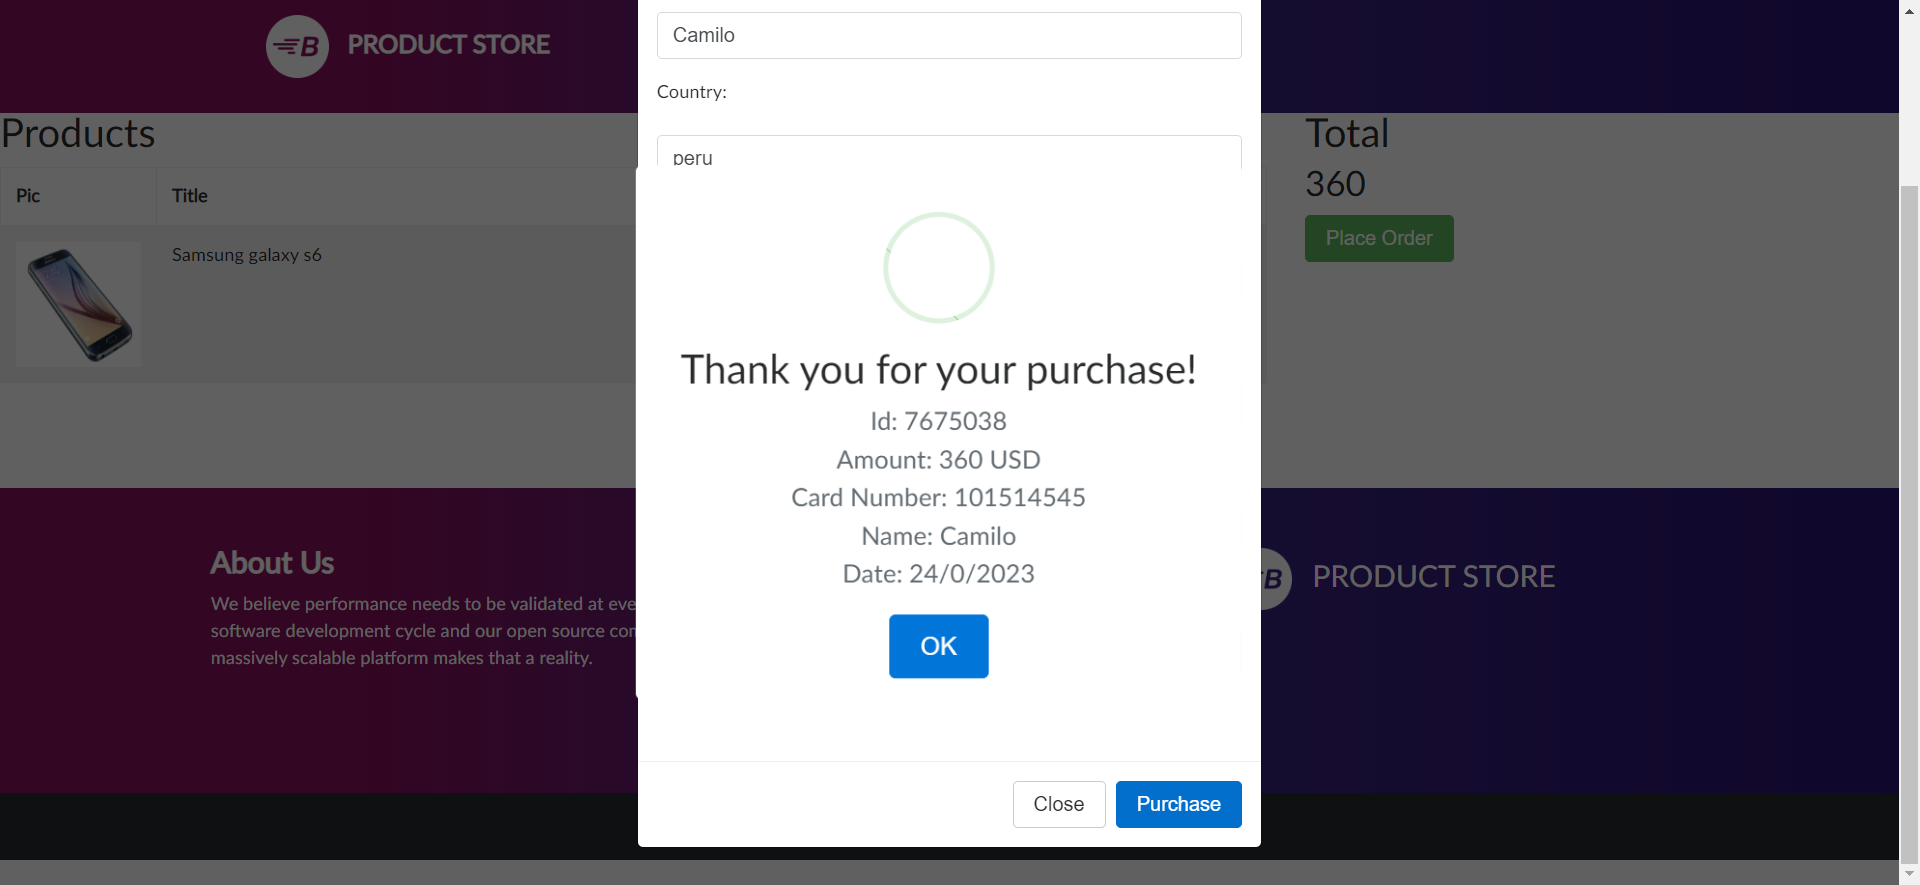 B PRODUCT STORE
Camilo
Country:
peru
Products
Pic Title
Samsung galaxy s6
Total
360
Place Order
Thank you for your purchase!
Id: 7675038
Amount: 360 USD
Card Number: 101514545
Name: Camilo
Date: 24/0/2023
OK
About Us
We believe performance needs to be validated at eve
software development cycle and our open source con
massively scalable platform makes that a reality.
B PRODUCT STORE
Close Purchase